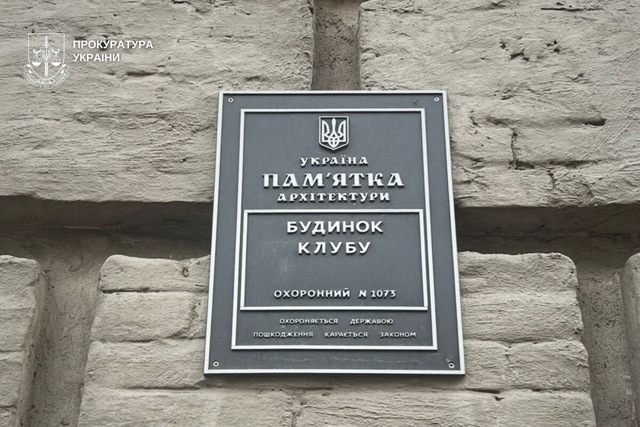 ПРОКУРАТУРА
УКРАЇНИ
УКРАЇНА
ПАМ'ЯТКА
АРХІТЕКТУРИ
БУДИНОК
КЛУБУ
ОХОРОННИЙ N 1073
ОХОРОНЯЄТЬСЯ ДЕРЖАВОЮ
ПОШКОДЖЕННЯ КАРАЄТЬСЯ ЗАКОНОМ